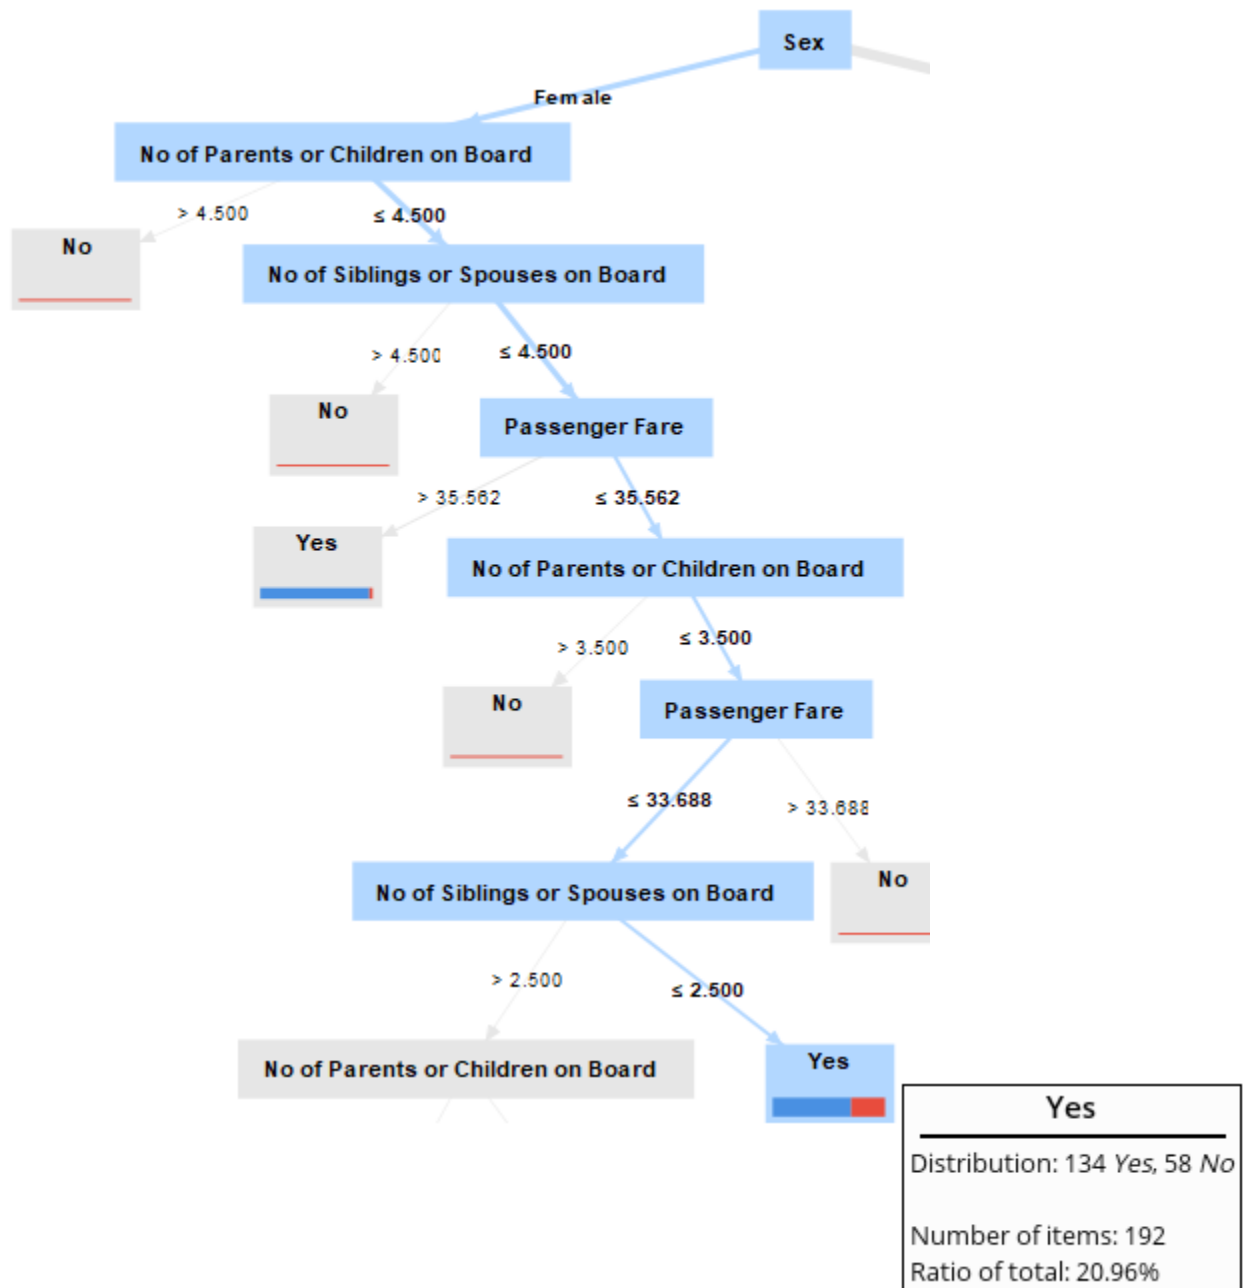 Sex
Female
No of Parents or Children on Board
> 4.500
≤ 4.500
No
No of Siblings or Spouses on Board
> 4.500
≤ 4.500
No
Passenger Fare
> 35.562
≤ 35.562
Yes
No of Parents or Children on Board
> 3.500
≤ 3.500
No
Passenger Fare
≤ 33.688
> 33.688
No of Siblings or Spouses on Board
No
> 2.500
≤ 2.500
No of Parents or Children on Board
Yes
Yes
Distribution: 134 Yes, 58 No
Number of items: 192
Ratio of total: 20.96%